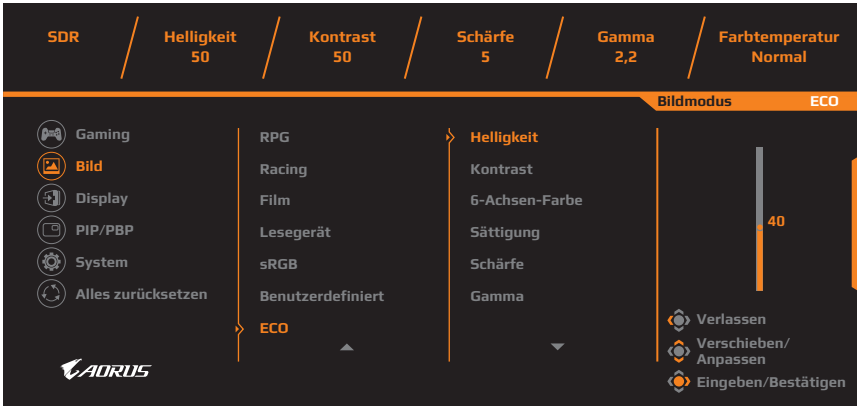 SDR
Helligkeit
50
Kontrast
50
Schärfe
5
Gamma
2,2
Farbtemperatur
Normal
Bildmodus ECO
Gaming
Bild
Display
PIP/PBP
System
Alles zurücksetzen
RPG
Racing
Film
Lesegerät
sRGB
Benutzerdefiniert
ECO
Helligkeit
Kontrast
6-Achsen-Farbe
Sättigung
Schärfe
Gamma
40
Verlassen
Verschieben/
Anpassen
Eingeben/Bestätigen
AORUS